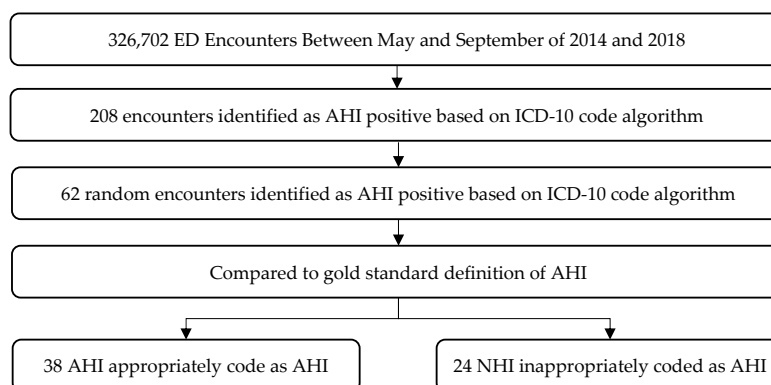 326,702 ED Encounters Between May and September of 2014 and 2018
208 encounters identified as AHI positive based on ICD-10 code algorithm
62 random encounters identified as AHI positive based on ICD-10 code algorithm
Compared to gold standard definition of AHI
38 AHI appropriately code as AHI
24 NHI inappropriately coded as AHI